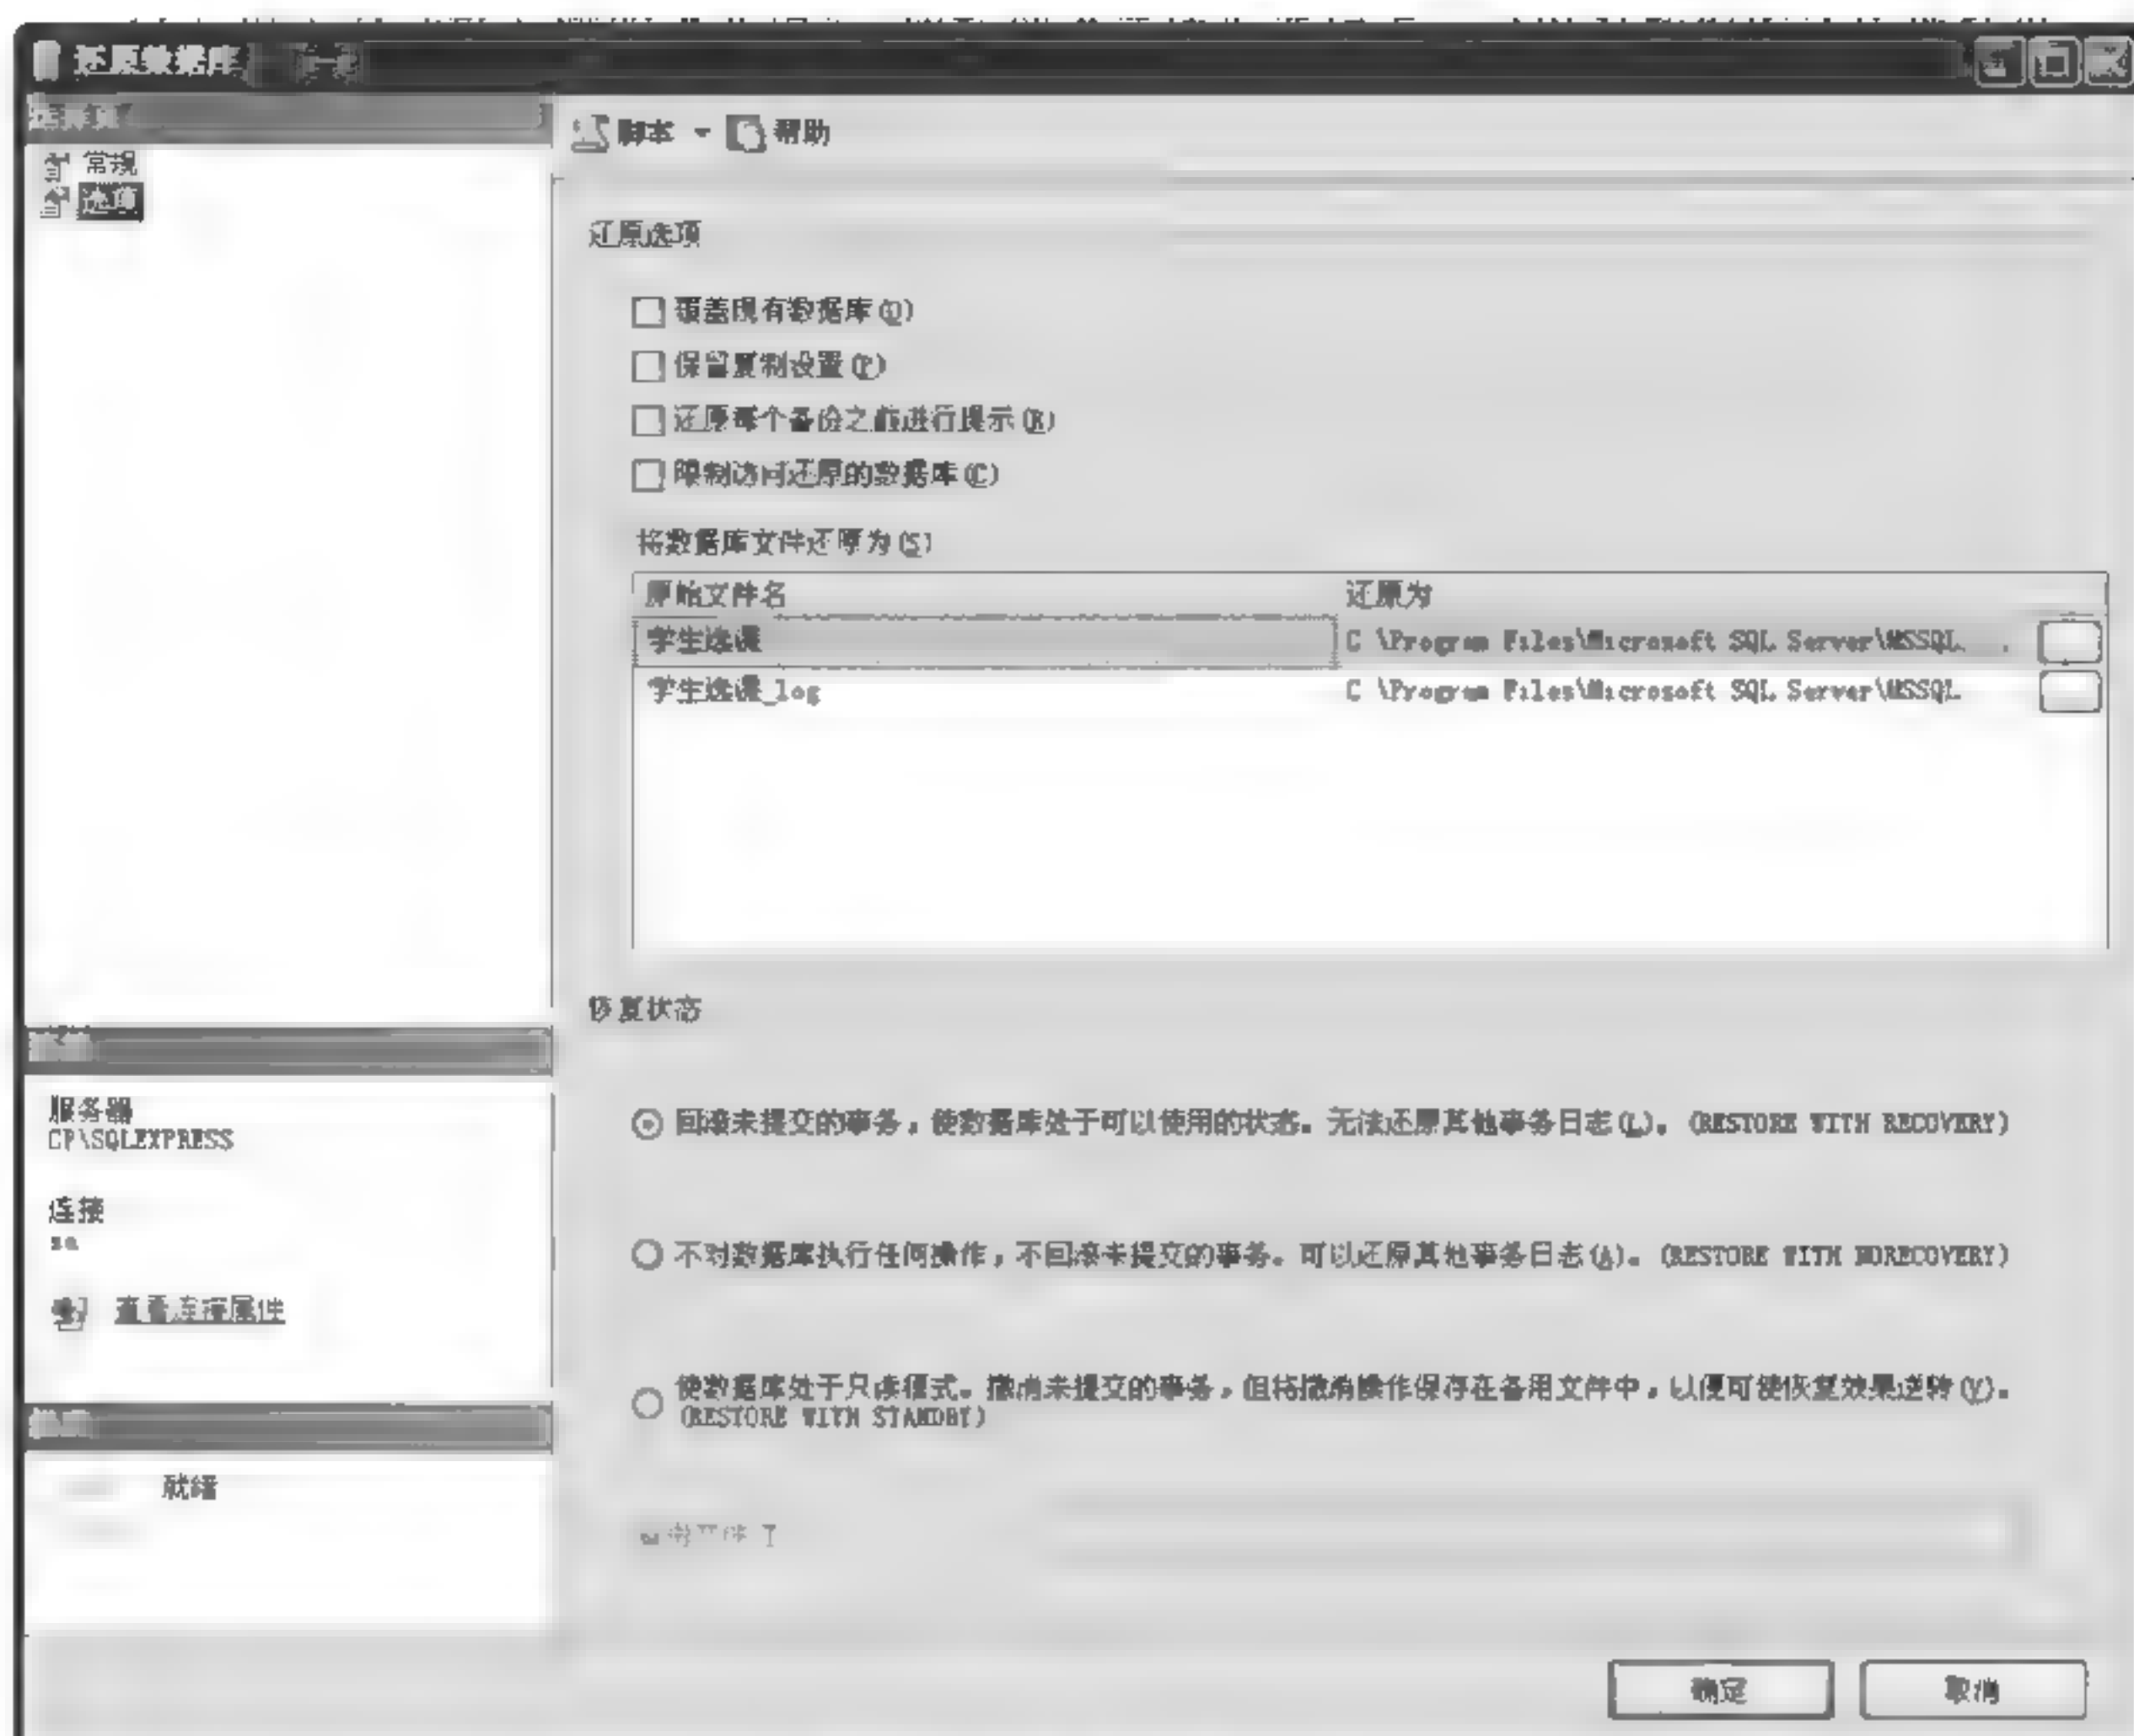 还原数据库
脚本 帮助
常规
选项
还原选项
覆盖现有数据库(O)
保留复制设置(P)
还原每个备份之前进行提示(R)
限制访问还原的数据库(C)
将数据库文件还原为(S)
原始文件名 还原为
学生选课 C \Program Files\Microsoft SQL Server\MSSQL
学生选课_log C \Program Files\Microsoft SQL Server\MSSQL
恢复状态
回滚未提交的事务，使数据库处于可以使用的状态。无法还原其他事务日志(L)。(RESTORE WITH RECOVERY)
不对数据库执行任何操作，不回滚未提交的事务。可以还原其他事务日志(A)。(RESTORE WITH NORECOVERY)
使数据库处于只读模式。撤消未提交的事务，但将撤消操作保存在备用文件中，以便可使恢复效果逆转(Y)。
(RESTORE WITH STANDBY)
服务器
CP\SQLEXPRESS
连接
sa
查看连接属性
就绪
确定 取消